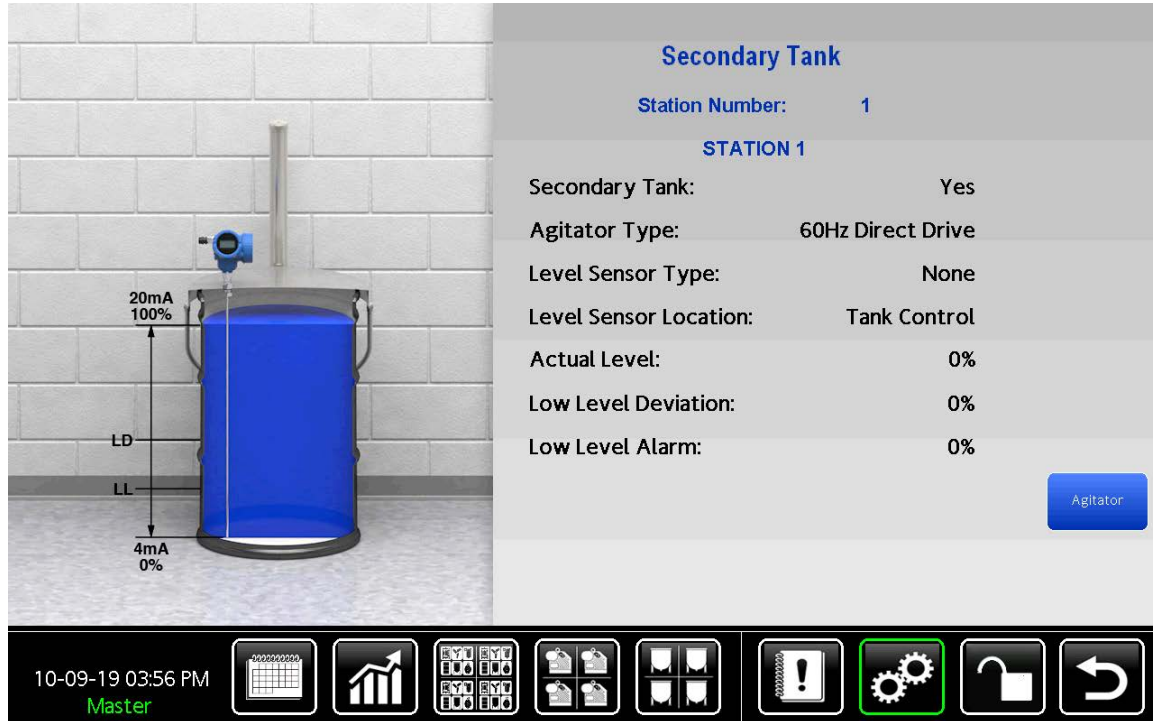 Secondary Tank
Station Number: 1
STATION 1
Secondary Tank: Yes
Agitator Type: 60Hz Direct Drive
Level Sensor Type: None
Level Sensor Location: Tank Control
Actual Level: 0%
Low Level Deviation: 0%
Low Level Alarm: 0%
Agitator
20mA
100%
LD
LL
4mA
0%
10-09-19 03:56 PM
Master